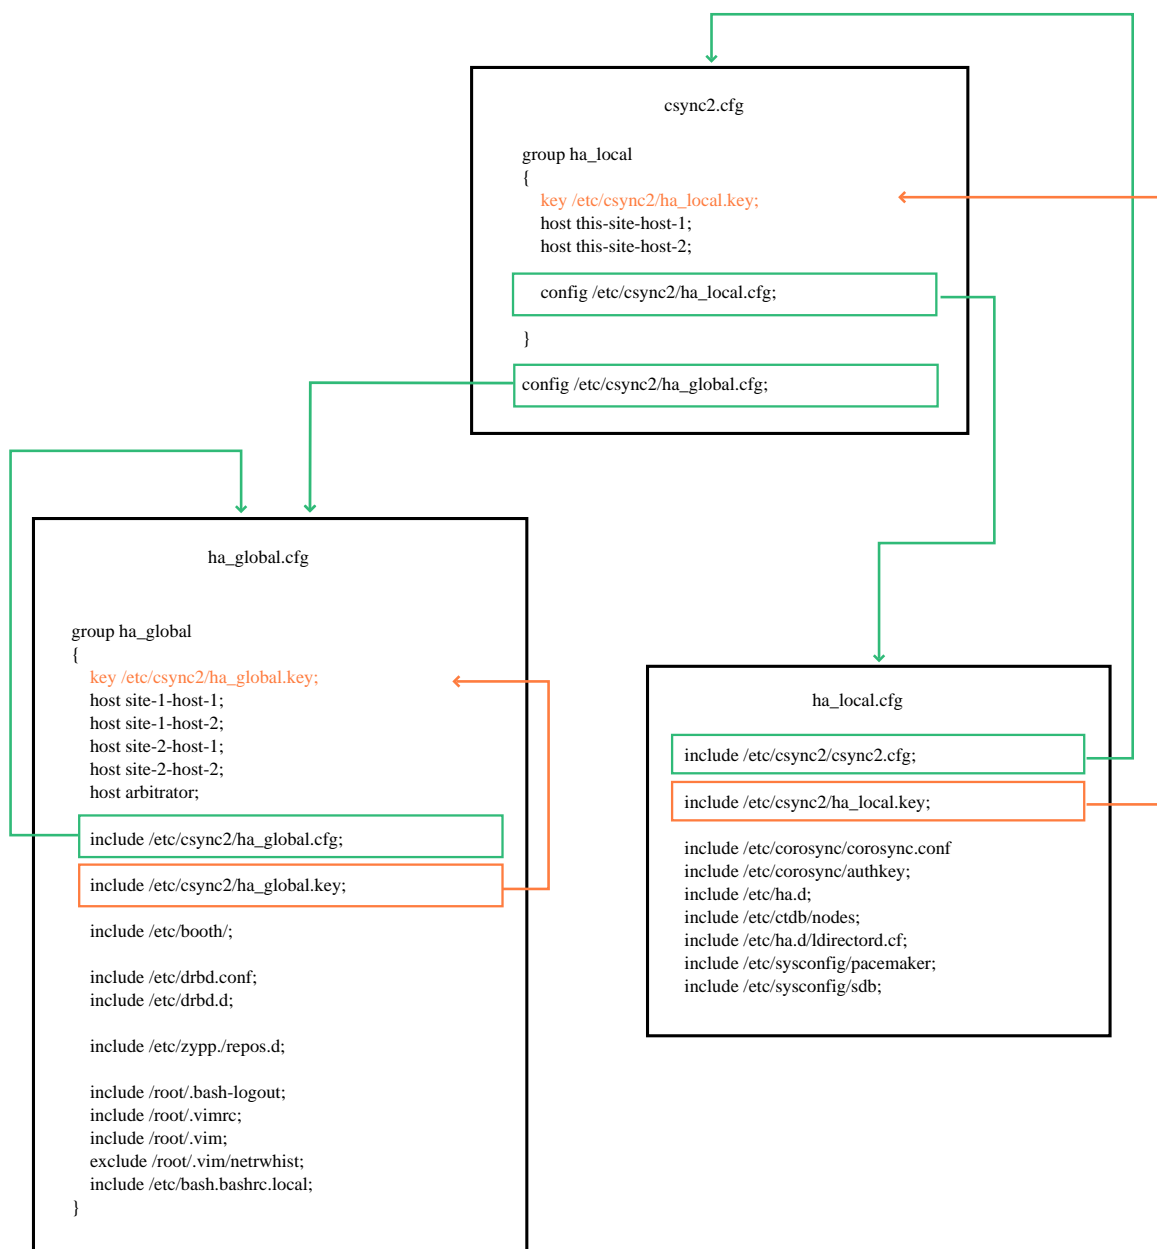 csync2.cfg
group ha_local
{
key /etc/csync2/ha_local.key;
host this-site-host-1;
host this-site-host-2;
config /etc/csync2/ha_local.cfg;
}
config /etc/csync2/ha_global.cfg;
ha_global.cfg
group ha_global
{
key /etc/csync2/ha_global.key;
host site-1-host-1;
host site-1-host-2;
host site-2-host-1;
host site-2-host-2;
host arbitrator;
include /etc/csync2/ha_global.cfg;
include /etc/csync2/ha_global.key;
include /etc/booth/;
include /etc/drbd.conf;
include /etc/drbd.d;
include /etc/zypp./repos.d;
include /root/.bash-logout;
include /root/.vimrc;
include /root/.vim;
exclude /root/.vim/netrwhist;
include /etc/bash.bashrc.local;
}
ha_local.cfg
include /etc/csync2/csync2.cfg;
include /etc/csync2/ha_local.key;
include /etc/corosync/corosync.conf
include /etc/corosync/authkey;
include /etc/ha.d;
include /etc/ctdb/nodes;
include /etc/ha.d/ldirectord.cf;
include /etc/sysconfig/pacemaker;
include /etc/sysconfig/sdb;